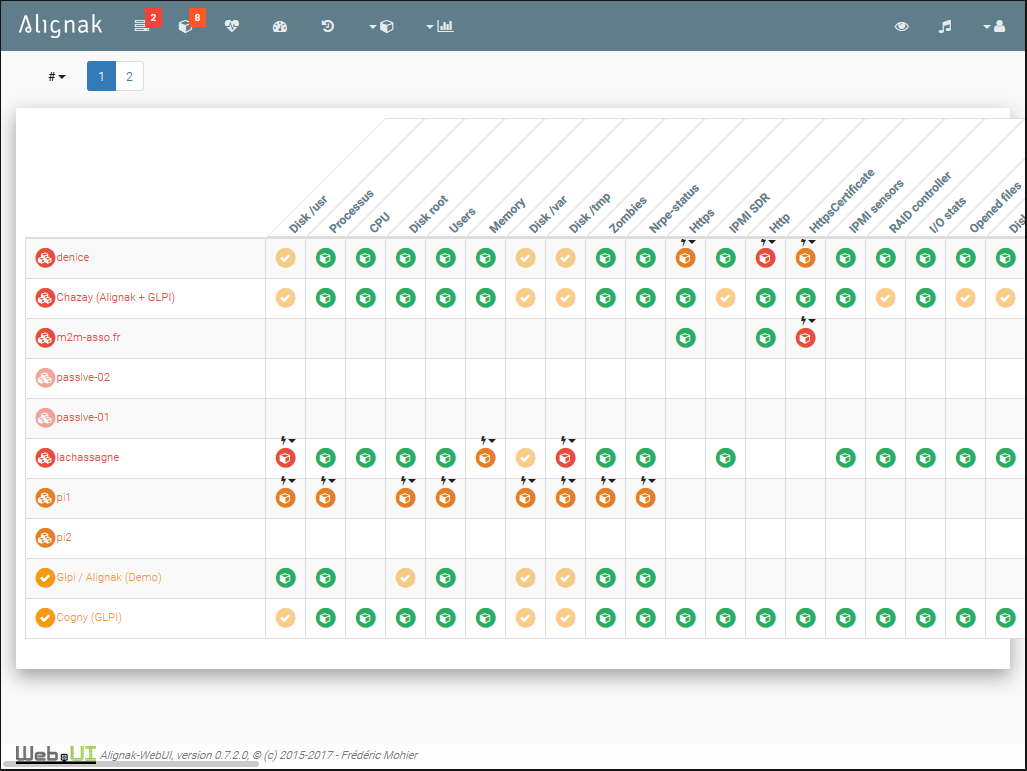 Alignak 2 8
# 1 2
Disk /usr Processus CPU Disk root Users Memory Disk /var Disk /tmp Zombies Nrpe-status Https IPMI SDR Http HttpsCertificate IPMI sensors RAID controller I/O stats Opened files Disk
denice
Chazay (Alignak + GLPI)
m2m-asso.fr
passive-02
passive-01
lachassagne
pi1
pi2
Glpi / Alignak (Demo)
Cogny (GLPI)
Web UI Alignak-WebUI, version 0.7.2.0, © (c) 2015-2017 - Frédéric Mohier